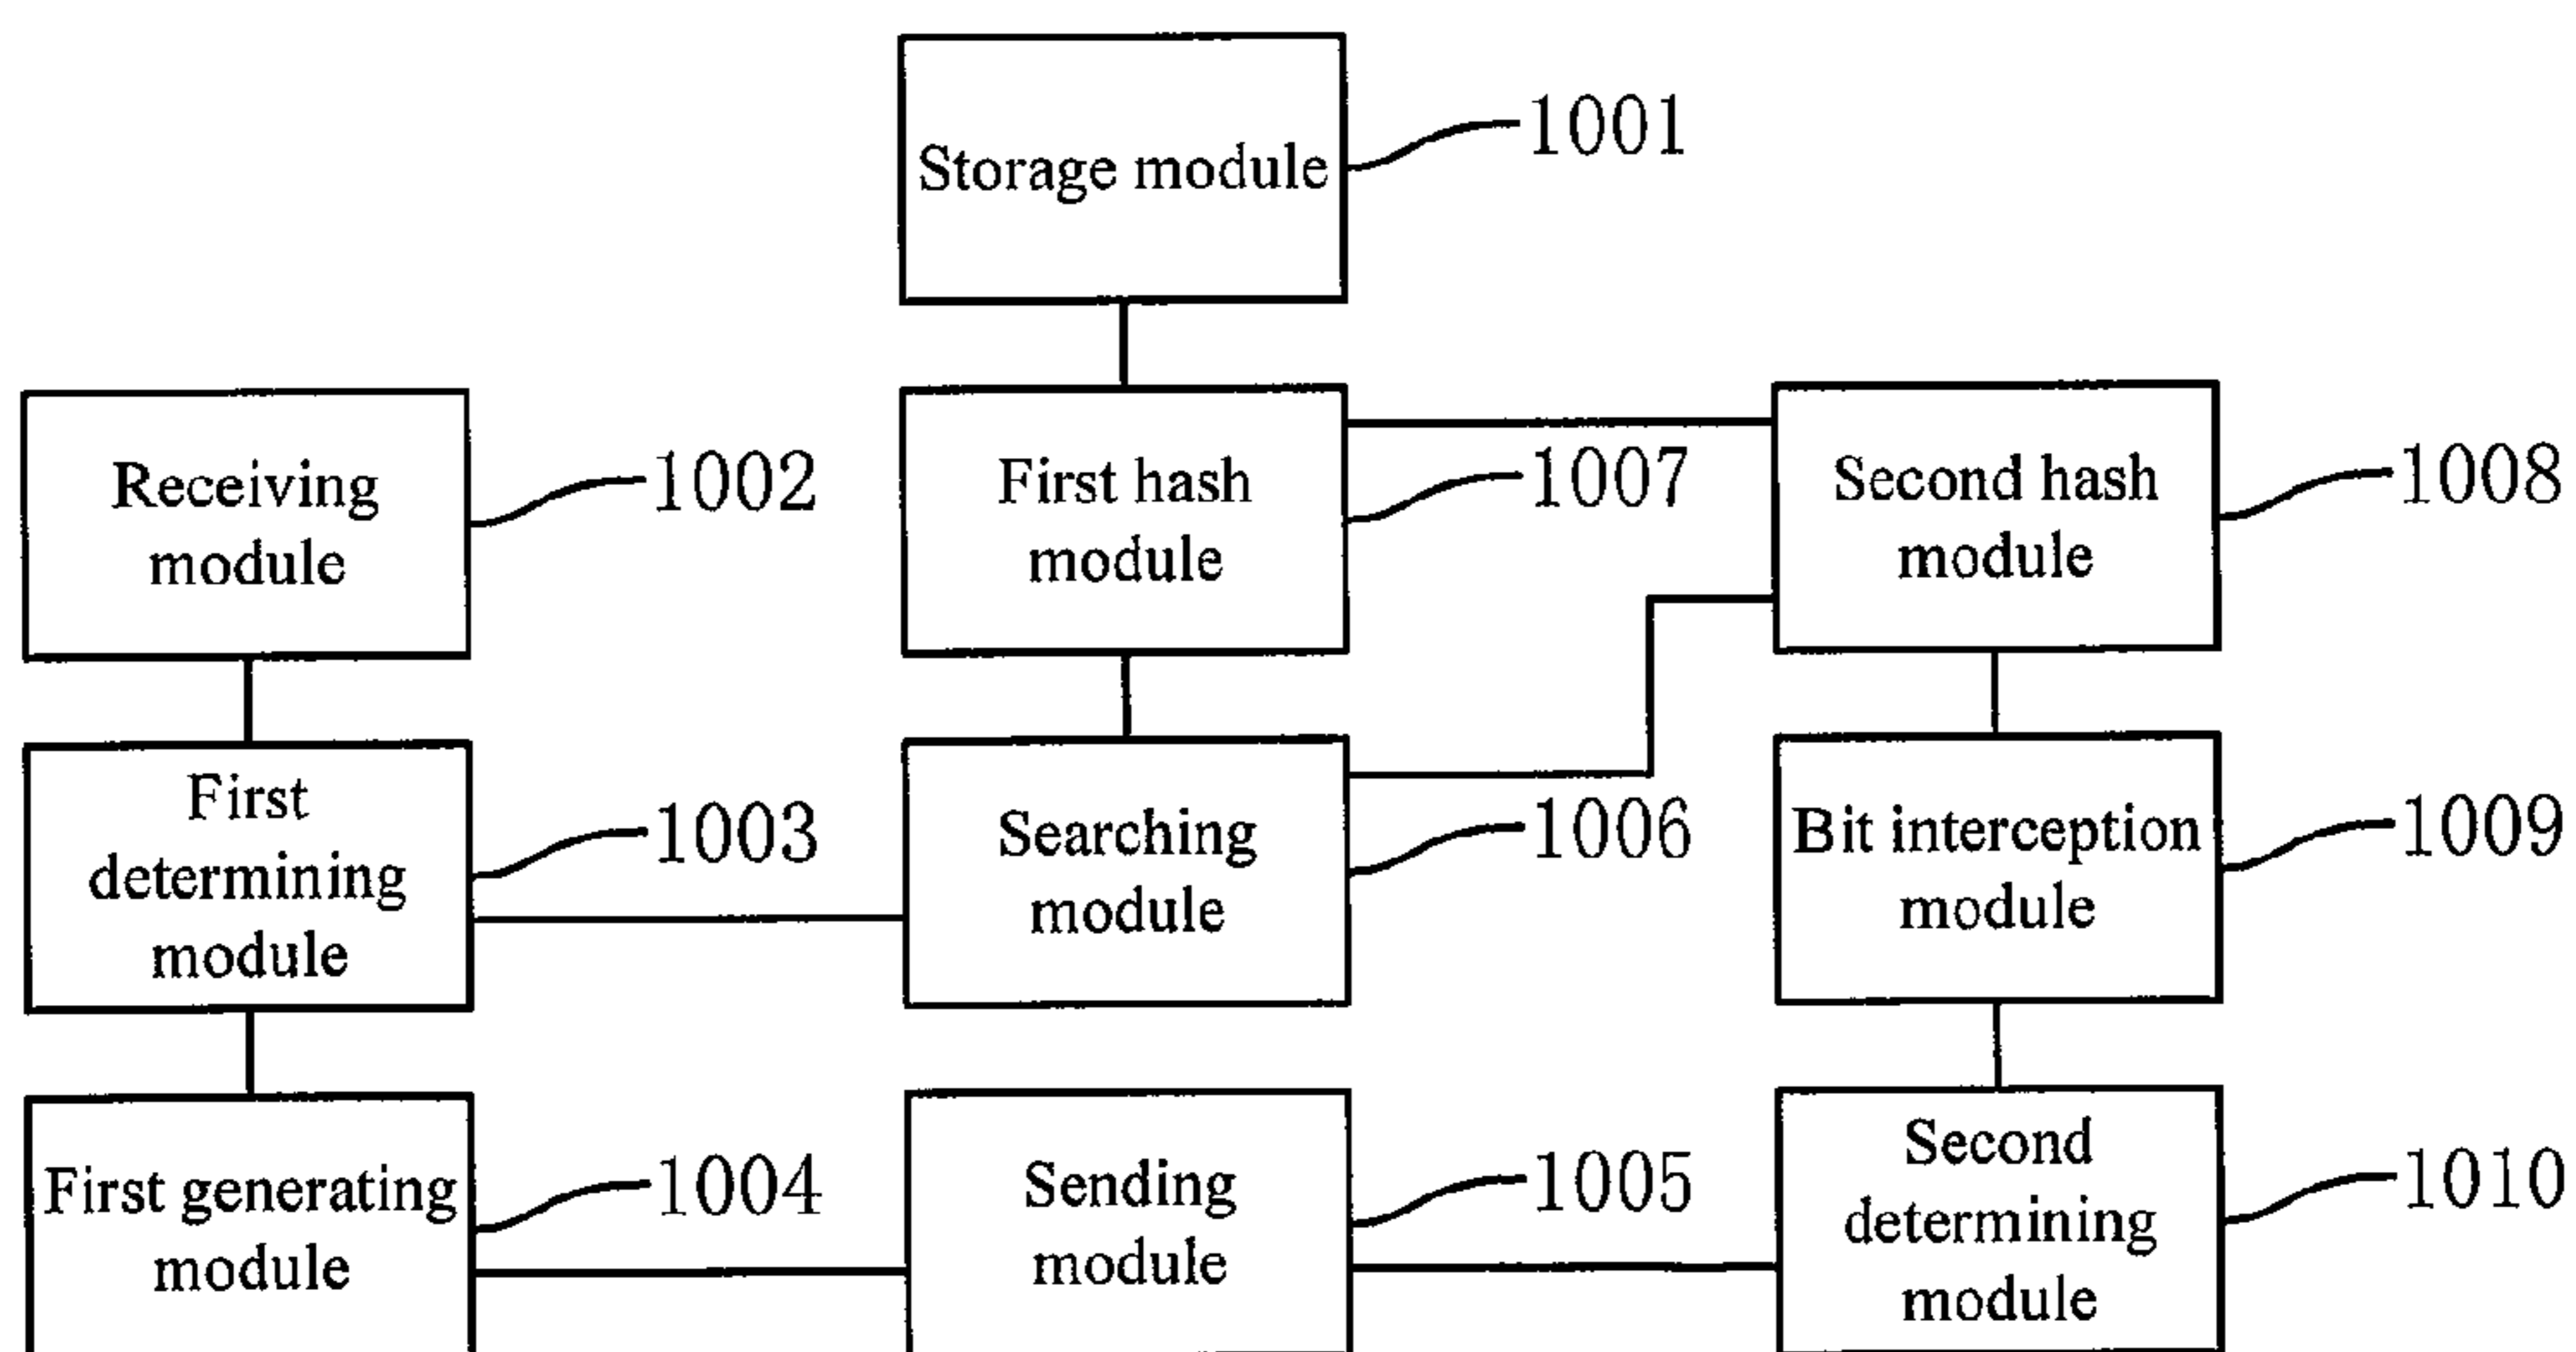 Storage module
1001
Receiving
module
1002
First hash
module
1007
Second hash
module
1008
First
determining
module
1003
Searching
module
1006
Bit interception
module
1009
First generating
module
1004
Sending
module
1005
Second
determining
module
1010